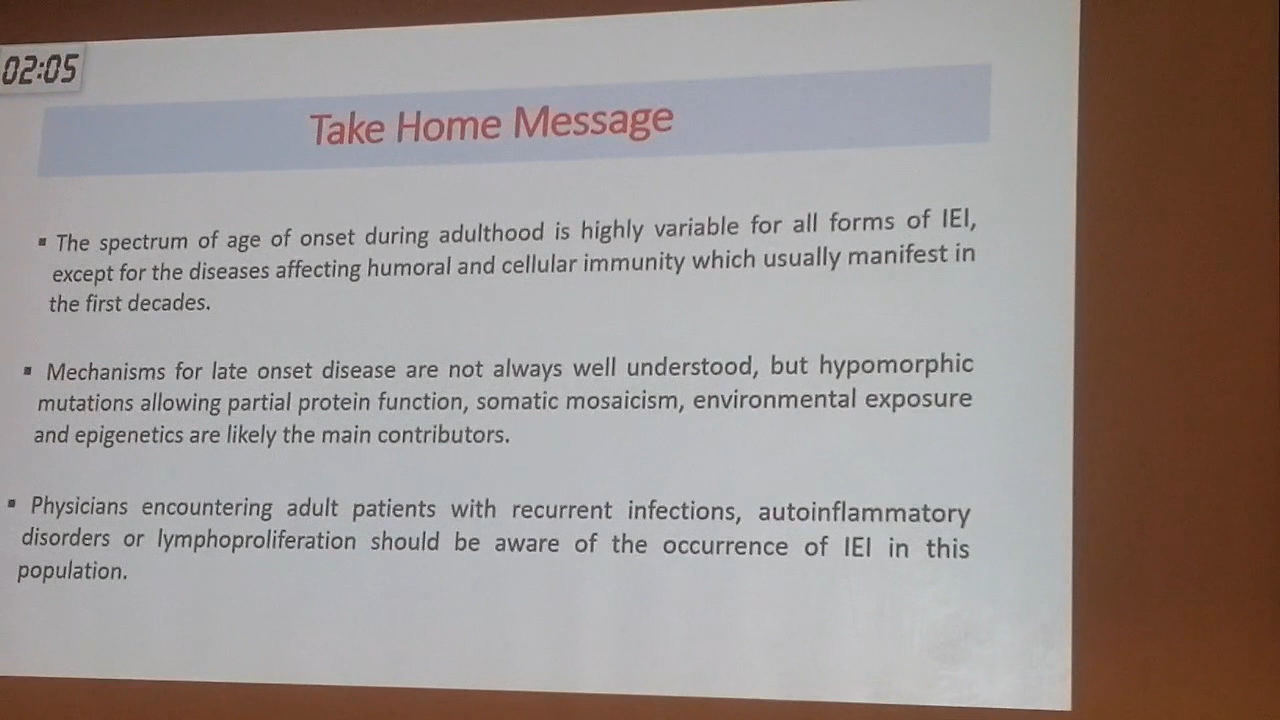 02:05
Take Home Message
▪ The spectrum of age of onset during adulthood is highly variable for all forms of IEI,
except for the diseases affecting humoral and cellular immunity which usually manifest in
the first decades.
▪ Mechanisms for late onset disease are not always well understood, but hypomorphic
mutations allowing partial protein function, somatic mosaicism, environmental exposure
and epigenetics are likely the main contributors.
▪ Physicians encountering adult patients with recurrent infections, autoinflammatory
disorders or lymphoproliferation should be aware of the occurrence of IEI in this
population.